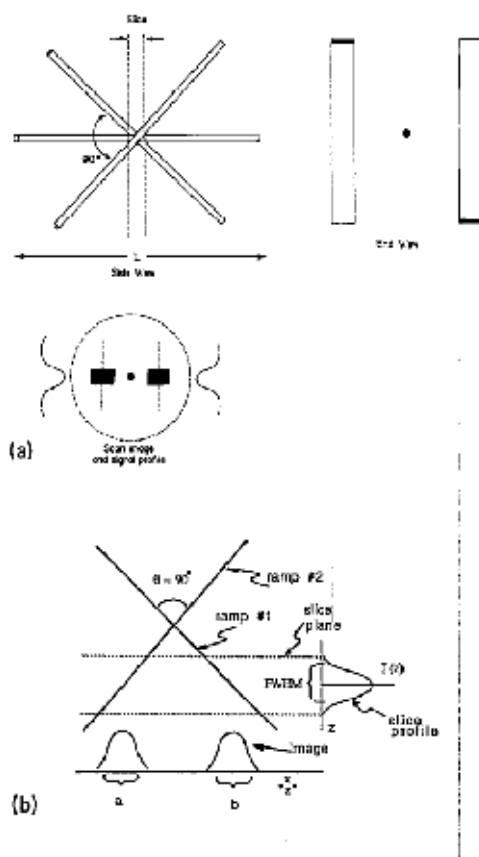 Slice
90°
L
Side View
End View
Scan image
and signal profile
(a)
θ = 90°
ramp #2
ramp #1
slice
plane
FWHM
I(z)
z
slice
profile
image
a
b
(b)